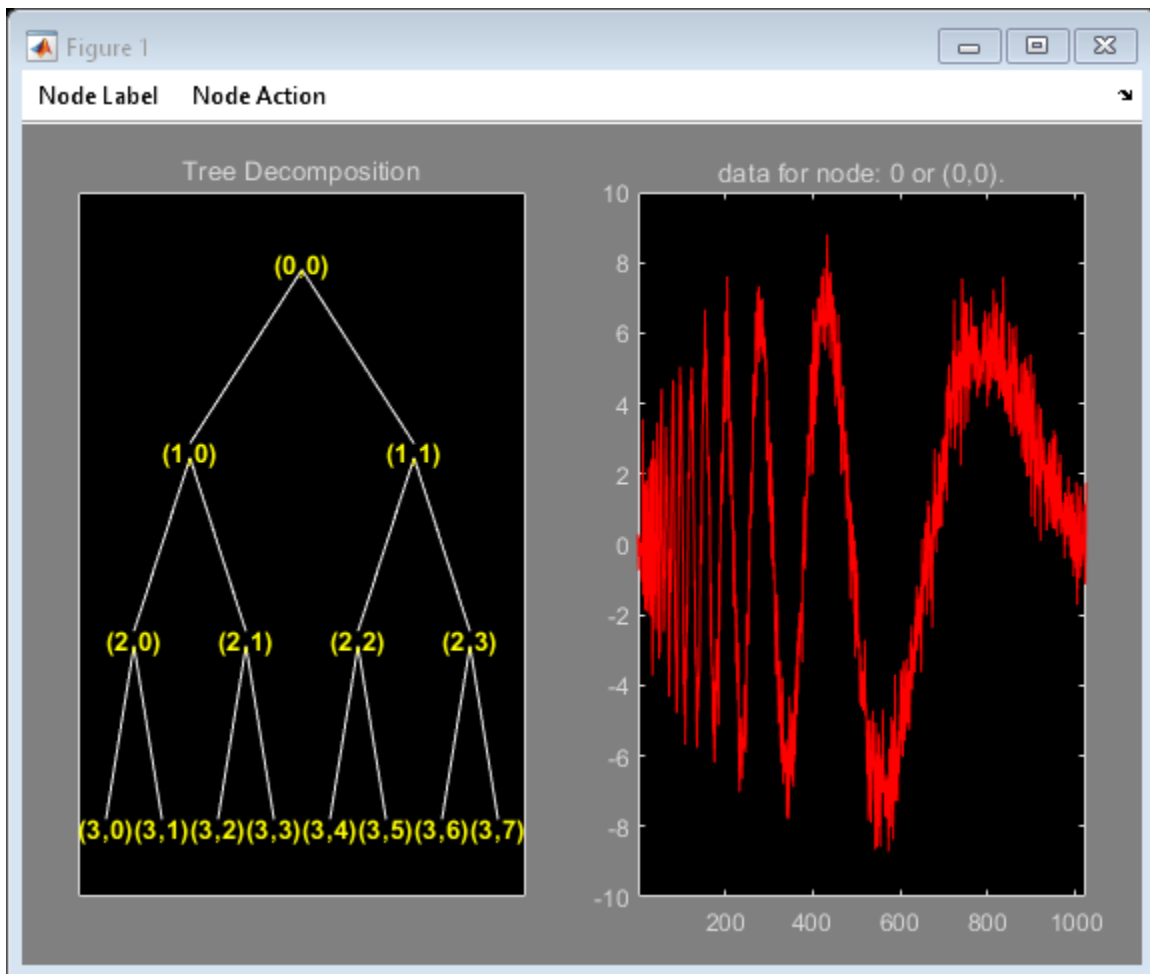 Figure 1
Node Label Node Action
Tree Decomposition
(0,0)
(1,0) (1,1)
(2,0) (2,1) (2,2) (2,3)
(3,0)(3,1)(3,2)(3,3)(3,4)(3,5)(3,6)(3,7)
data for node: 0 or (0,0).
10
8
6
4
2
0
-2
-4
-6
-8
-10
200 400 600 800 1000